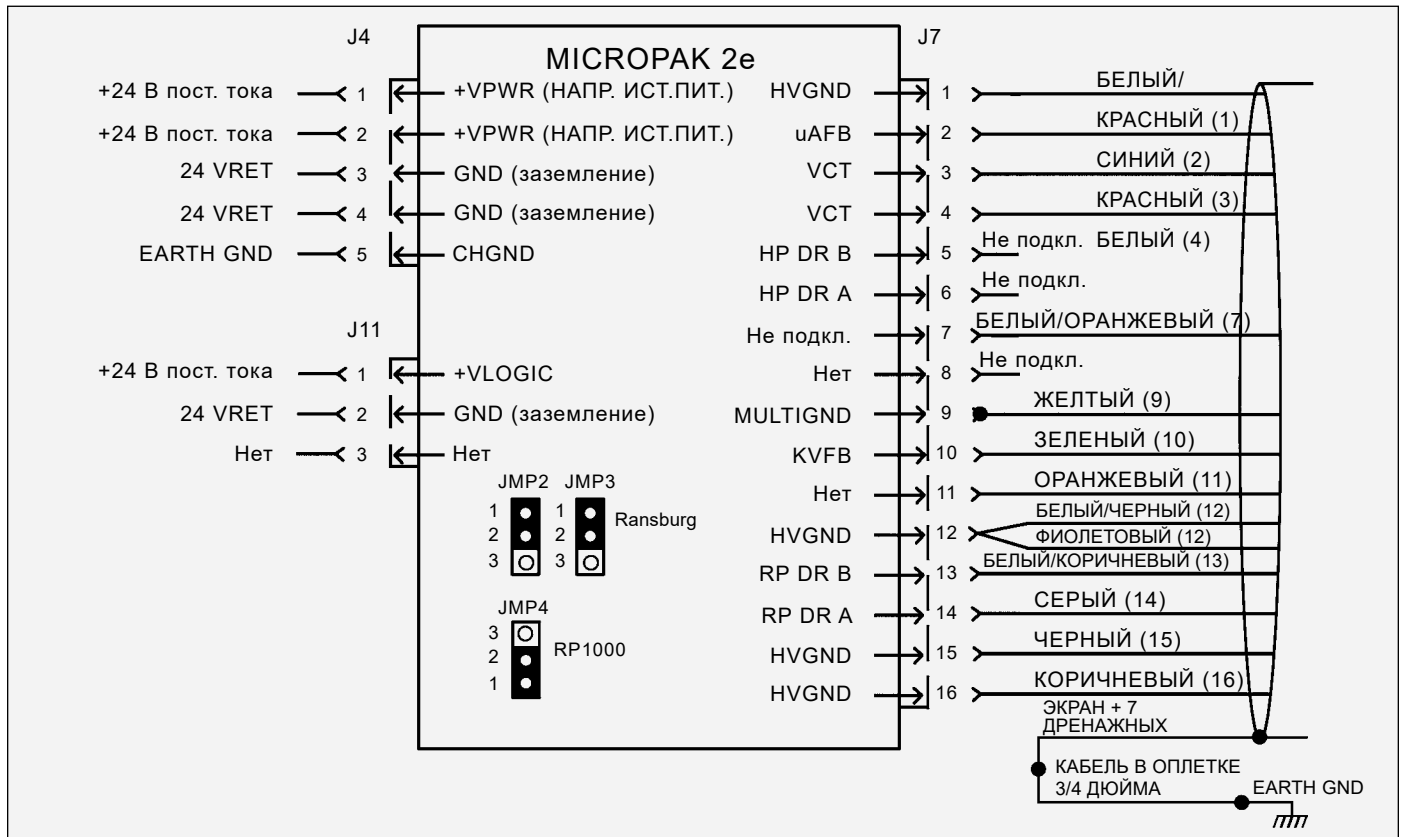 J4
J7
MICROPAK 2e
+24 В пост. тока 1 +VPWR (НАПР. ИСТ.ПИТ.) HVGND 1 БЕЛЫЙ/
+24 В пост. тока 2 +VPWR (НАПР. ИСТ.ПИТ.) uAFB 2 КРАСНЫЙ (1)
24 VRET 3 GND (заземление) VCT 3 СИНИЙ (2)
24 VRET 4 GND (заземление) VCT 4 КРАСНЫЙ (3)
EARTH GND 5 CHGND HP DR B 5 Не подкл. БЕЛЫЙ (4)
HP DR A 6 Не подкл.
J11
Не подкл. 7 БЕЛЫЙ/ОРАНЖЕВЫЙ (7)
+24 В пост. тока 1 +VLOGIC Нет 8 Не подкл.
24 VRET 2 GND (заземление) MULTIGND 9 ЖЕЛТЫЙ (9)
Нет 3 Нет KVFB 10 ЗЕЛЕНЫЙ (10)
JMP2 JMP3
Нет 11 ОРАНЖЕВЫЙ (11)
1 1
Ransburg
2 2
3 3
HVGND 12 БЕЛЫЙ/ЧЕРНЫЙ (12)
ФИОЛЕТОВЫЙ (12)
RP DR B 13 БЕЛЫЙ/КОРИЧНЕВЫЙ (13)
JMP4
RP DR A 14 СЕРЫЙ (14)
3
2 RP1000
1
HVGND 15 ЧЕРНЫЙ (15)
HVGND 16 КОРИЧНЕВЫЙ (16)
ЭКРАН + 7
ДРЕНАЖНЫХ
КАБЕЛЬ В ОПЛЕТКЕ
3/4 ДЮЙМА
EARTH GND